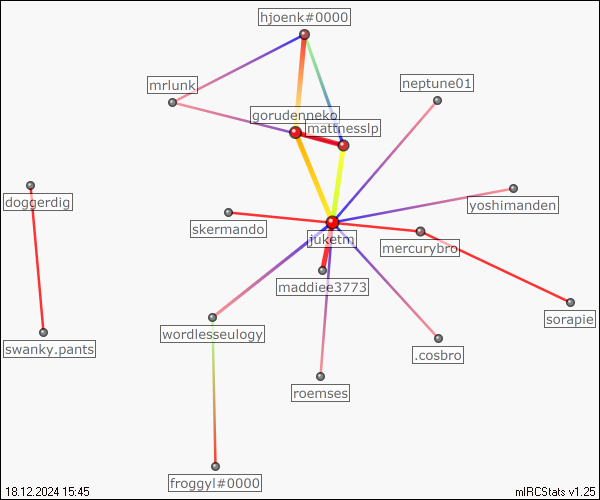 hjoenk#0000
mrlunk
neptune01
gorudenneko
mattnesslp
doggerdig
yoshimanden
skermando
juketm
mercurybro
maddiee3773
sorapie
wordlesseulogy
swanky.pants
.cosbro
roemses
froggyl#0000
18.12.2024 15:45
mIRCStats v1.25